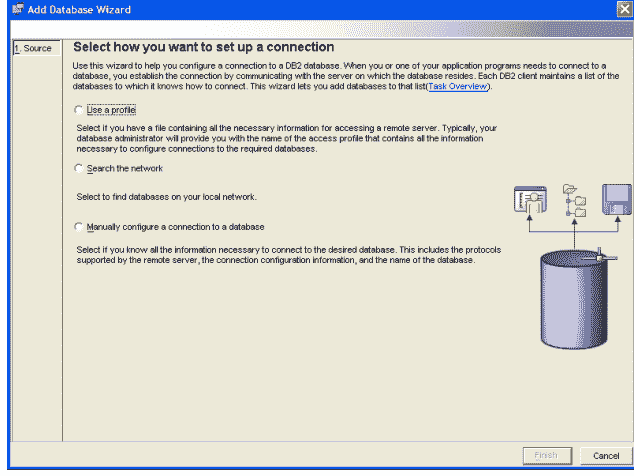 Add Database Wizard
1. Source
Select how you want to set up a connection
Use this wizard to help you configure a connection to a DB2 database. When you or one of your application programs needs to connect to a
database, you establish the connection by communicating with the server on which the database resides. Each DB2 client maintains a list of the
databases to which it knows how to connect. This wizard lets you add databases to that list(Task Overview).
Use a profile
Select if you have a file containing all the necessary information for accessing a remote server. Typically, your
database administrator will provide you with the name of the access profile that contains all the information
necessary to configure connections to the required databases.
Search the network
Select to find databases on your local network.
Manually configure a connection to a database
Select if you know all the information necessary to connect to the desired database. This includes the protocols
supported by the remote server, the connection configuration information, and the name of the database.
Finish
Cancel